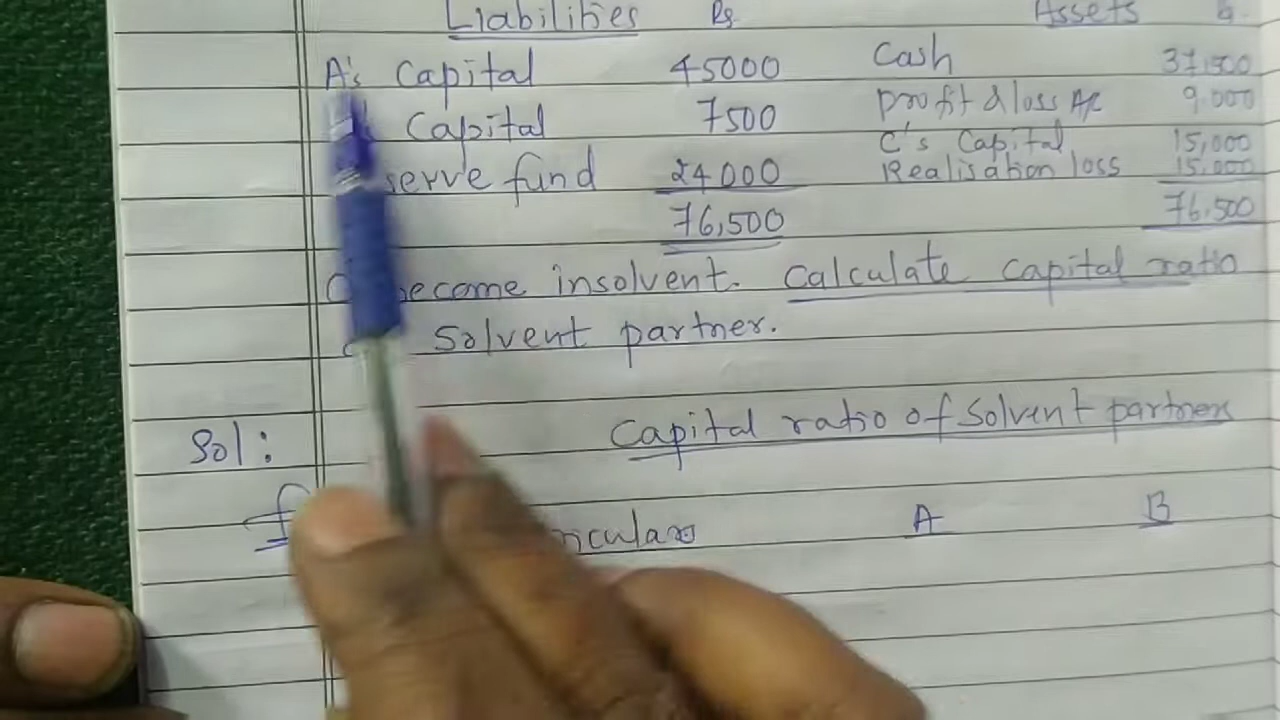 Liabilities Rs Assets
A's Capital 45000 Cash 37,500
Capital 7500 profit & loss A/c 9.000
serve fund 24000 C's Capital 15,000
Realisation loss 15.000
76,500 76.500
become insolvent. Calculate capital ratio
solvent partner.
Sol: Capital ratio of solvent partners
iculars A B